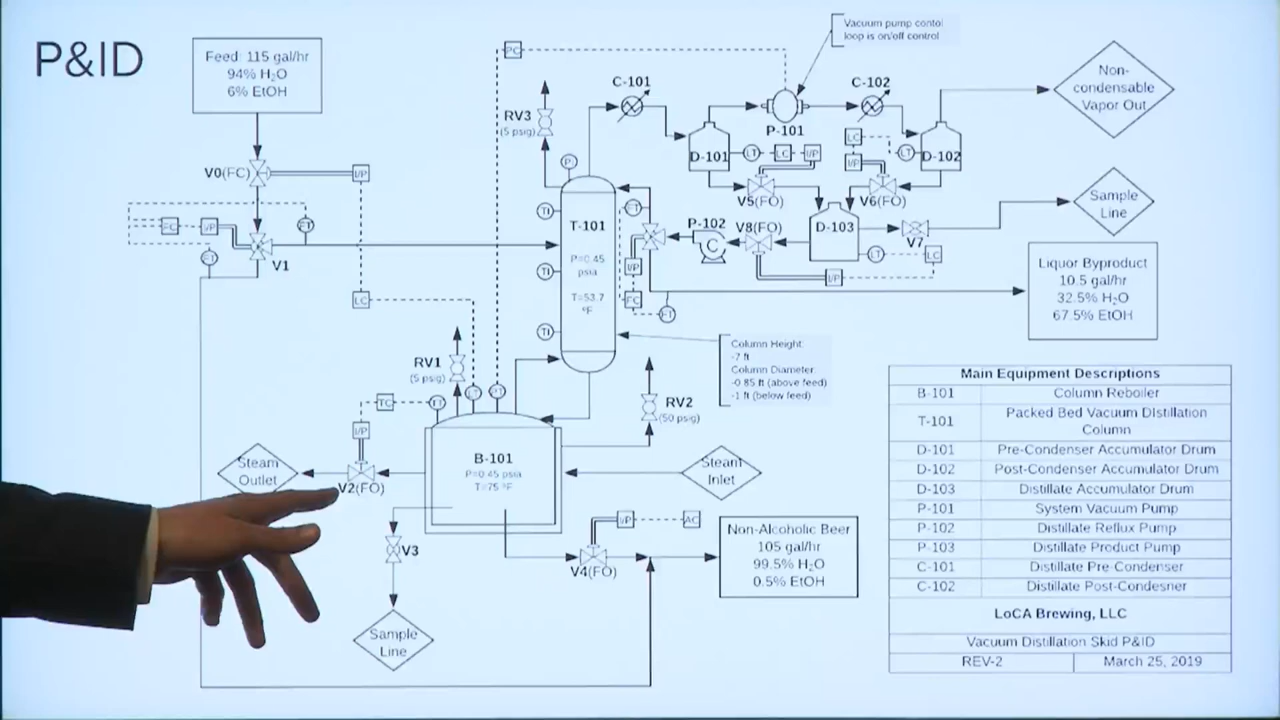 P&ID
Feed: 115 gal/hr
94% H₂O
6% EtOH
V0(FC)
I/P
FC
I/P
FT
FT
V1
LC
PC
Vacuum pump contol
loop is on/off control
RV3
(5 psig)
C-101
P-101
C-102
Non-
condensable
Vapor Out
D-101
LT
LC
I/P
V5(FO)
LC
I/P
LT
D-102
V6(FO)
Sample
Line
TI
TI
TI
T-101
P=0.45
psia
T=53.7
ºF
FT
I/P
FC
FT
P-102
C
V8(FO)
D-103
V7
LT
LC
I/P
Liquor Byproduct
10.5 gal/hr
32.5% H₂O
67.5% EtOH
Column Height:
-7 ft
Column Diameter:
-0.85 ft (above feed)
-1 ft (below feed)
RV1
(5 psig)
RV2
(50 psig)
TC
I/P
Steam
Outlet
V2(FO)
B-101
P=0.45 psia
T=75 ºF
Steam
Inlet
V3
Sample
Line
I/P
AC
V4(FO)
Non-Alcoholic Beer
105 gal/hr
99.5% H₂O
0.5% EtOH
Main Equipment Descriptions
B-101 Column Reboiler
T-101 Packed Bed Vacuum DIstillation
Column
D-101 Pre-Condenser Accumulator Drum
D-102 Post-Condenser Accumulator Drum
D-103 Distillate Accumulator Drum
P-101 System Vacuum Pump
P-102 Distillate Reflux Pump
P-103 Distillate Product Pump
C-101 Distillate Pre-Condenser
C-102 Distillate Post-Condesner
LoCA Brewing, LLC
Vacuum Distillation Skid P&ID
REV-2 March 25, 2019